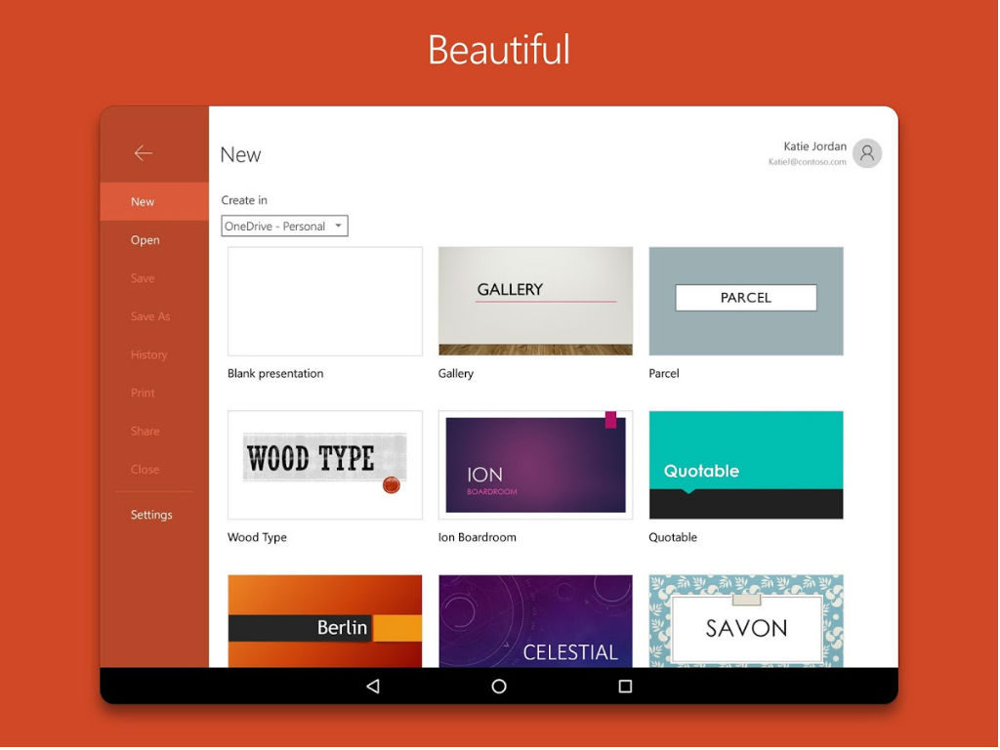 Beautiful
New
Open
Save
Save As
History
Print
Share
Close
Settings
New
Katie Jordan
KatieJ@contoso.com
Create in
OneDrive - Personal
Blank presentation
GALLERY
Gallery
PARCEL
Parcel
WOOD TYPE
Wood Type
ION
BOARDROOM
Ion Boardroom
Quotable
Quotable
Berlin
CELESTIAL
SAVON